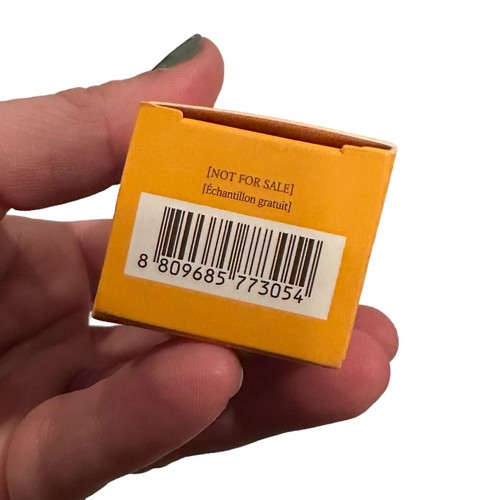 [NOT FOR SALE]
[Échantillon gratuit]
8 809685 773054